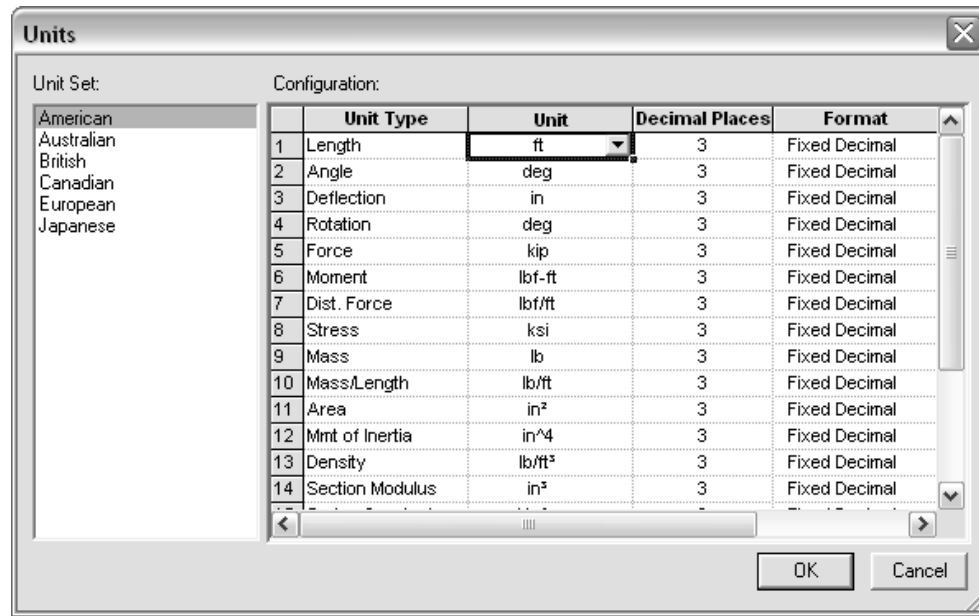 Units
Unit Set: Configuration:
American
Australian
British
Canadian
European
Japanese
Unit Type Unit Decimal Places Format
1 Length ft 3 Fixed Decimal
2 Angle deg 3 Fixed Decimal
3 Deflection in 3 Fixed Decimal
4 Rotation deg 3 Fixed Decimal
5 Force kip 3 Fixed Decimal
6 Moment lbf-ft 3 Fixed Decimal
7 Dist. Force lbf/ft 3 Fixed Decimal
8 Stress ksi 3 Fixed Decimal
9 Mass lb 3 Fixed Decimal
10 Mass/Length lb/ft 3 Fixed Decimal
11 Area in² 3 Fixed Decimal
12 Mmt of Inertia in^4 3 Fixed Decimal
13 Density lb/ft³ 3 Fixed Decimal
14 Section Modulus in³ 3 Fixed Decimal
OK Cancel